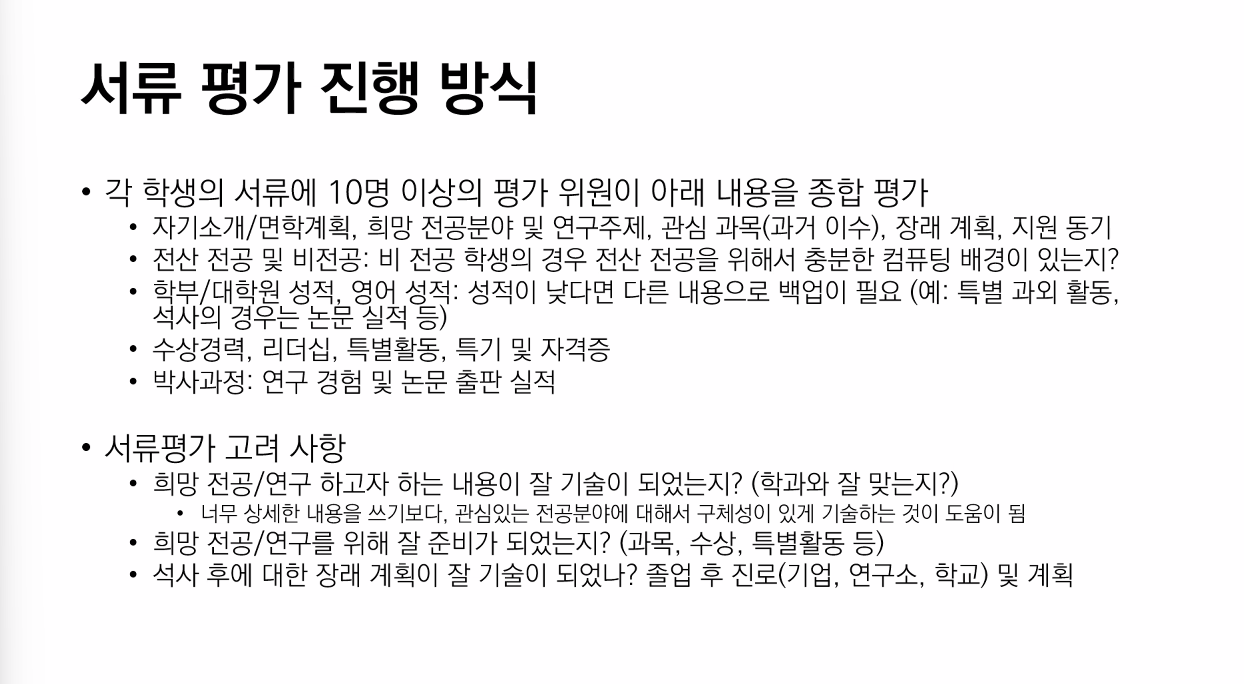 서류 평가 진행 방식
• 각 학생의 서류에 10명 이상의 평가 위원이 아래 내용을 종합 평가
• 자기소개/면학계획, 희망 전공분야 및 연구주제, 관심 과목(과거 이수), 장래 계획, 지원 동기
• 전산 전공 및 비전공: 비 전공 학생의 경우 전산 전공을 위해서 충분한 컴퓨팅 배경이 있는지?
• 학부/대학원 성적, 영어 성적: 성적이 낮다면 다른 내용으로 백업이 필요 (예: 특별 과외 활동,
석사의 경우는 논문 실적 등)
• 수상경력, 리더십, 특별활동, 특기 및 자격증
• 박사과정: 연구 경험 및 논문 출판 실적
• 서류평가 고려 사항
• 희망 전공/연구 하고자 하는 내용이 잘 기술이 되었는지? (학과와 잘 맞는지?)
• 너무 상세한 내용을 쓰기보다, 관심있는 전공분야에 대해서 구체성이 있게 기술하는 것이 도움이 됨
• 희망 전공/연구를 위해 잘 준비가 되었는지? (과목, 수상, 특별활동 등)
• 석사 후에 대한 장래 계획이 잘 기술이 되었나? 졸업 후 진로(기업, 연구소, 학교) 및 계획